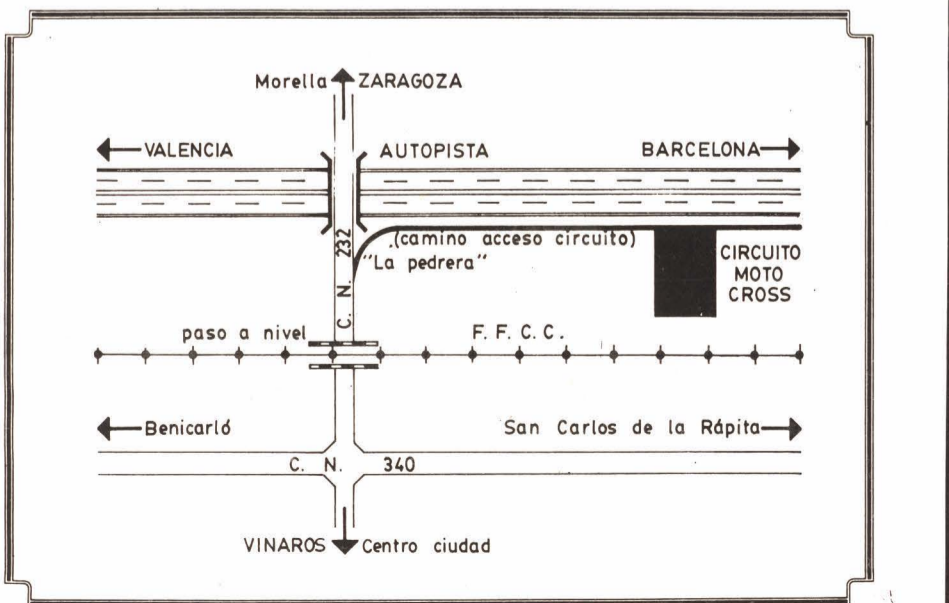 Morella ZARAGOZA
VALENCIA AUTOPISTA BARCELONA
C. N. 232
(camino acceso circuito)
"La pedrera"
CIRCUITO
MOTO
CROSS
paso a nivel F. F. C. C.
Benicarló San Carlos de la Rápita
C. N. 340
VINAROS Centro ciudad